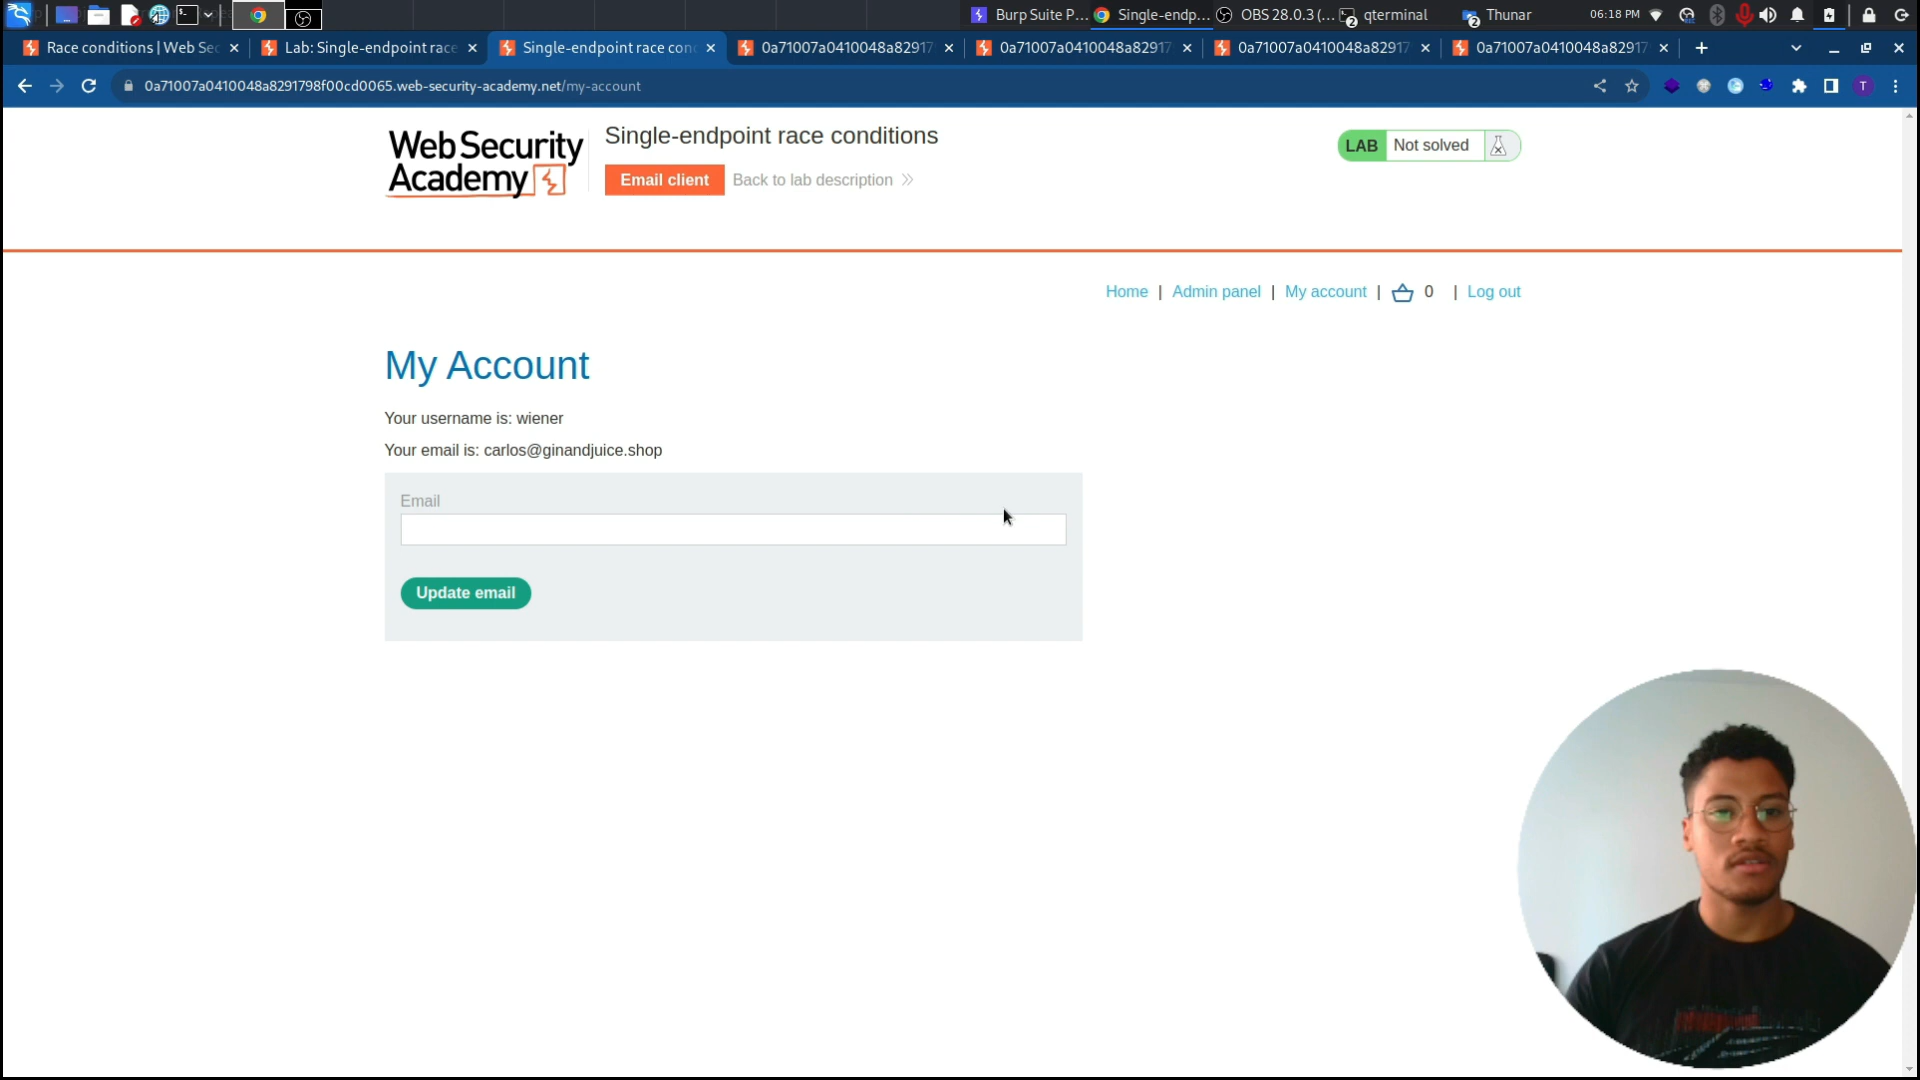 Burp Suite P... Single-endp... OBS 28.0.3 (... 2 qterminal 2 Thunar 06:18 PM
Race conditions | Web Sec Lab: Single-endpoint race Single-endpoint race con 0a71007a0410048a82917 0a71007a0410048a82917 0a71007a0410048a82917 0a71007a0410048a82917
0a71007a0410048a8291798f00cd0065.web-security-academy.net/my-account T
WebSecurity
Academy
Single-endpoint race conditions
Email client Back to lab description
LAB Not solved
Home | Admin panel | My account | 0 | Log out
My Account
Your username is: wiener
Your email is: carlos@ginandjuice.shop
Email
Update email